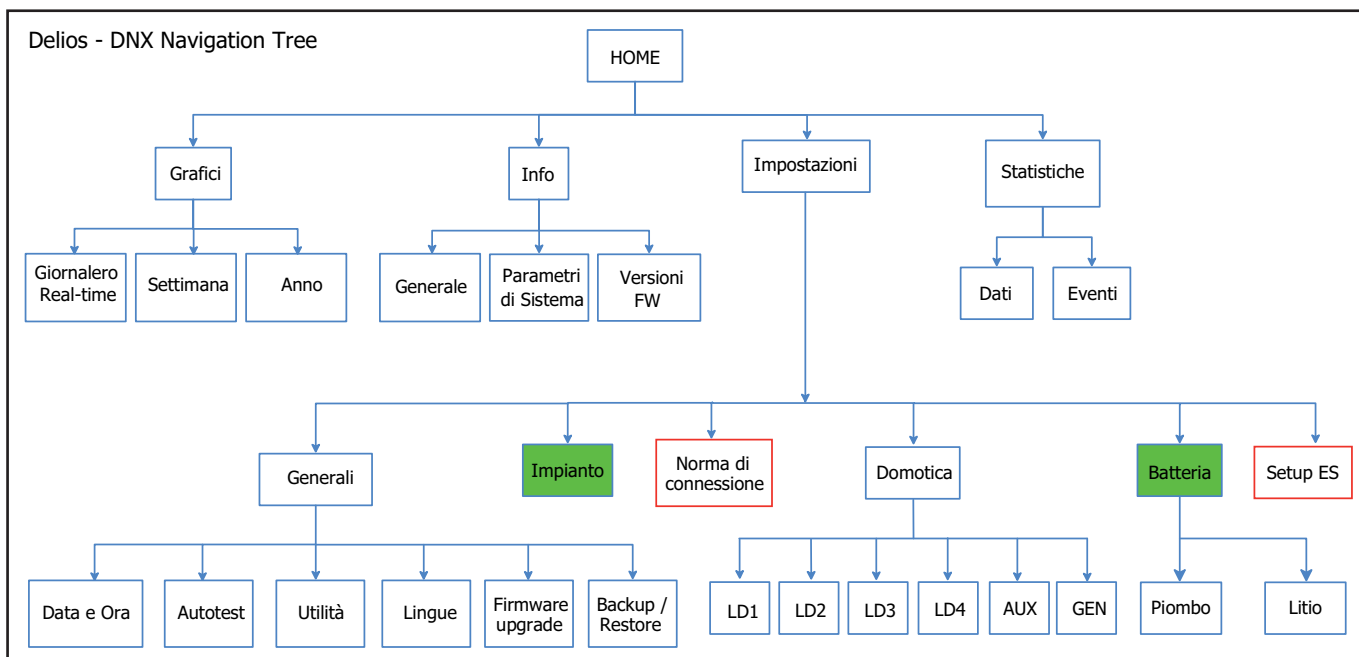 Delios - DNX Navigation Tree
HOME
Grafici
Info
Impostazioni
Statistiche
Giornalero
Real-time
Settimana
Anno
Generale
Parametri
di Sistema
Versioni
FW
Dati
Eventi
Generali
Impianto
Norma di
connessione
Domotica
Batteria
Setup ES
Data e Ora
Autotest
Utilità
Lingue
Firmware
upgrade
Backup /
Restore
LD1
LD2
LD3
LD4
AUX
GEN
Piombo
Litio